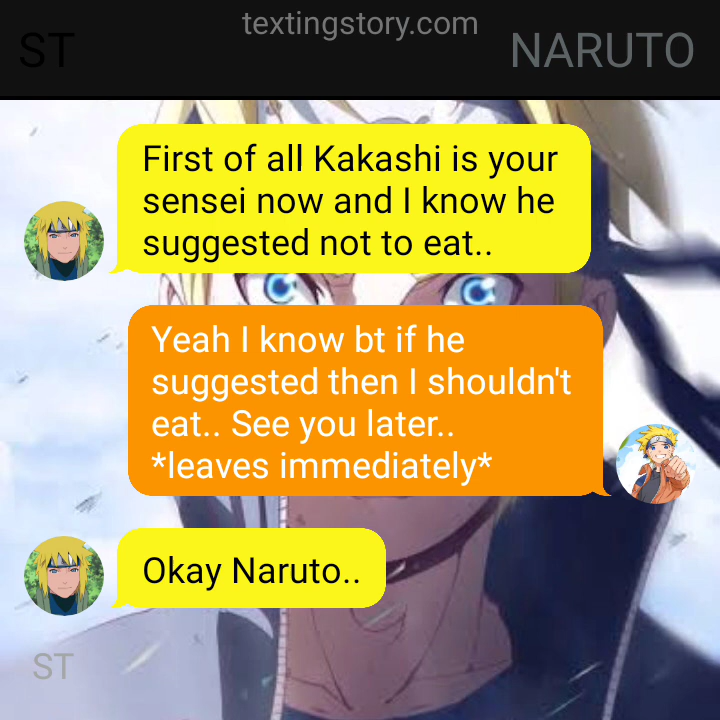 textingstory.com
ST NARUTO
First of all Kakashi is your
sensei now and I know he
suggested not to eat..
Yeah I know bt if he
suggested then I shouldn't
eat.. See you later..
*leaves immediately*
Okay Naruto..
ST